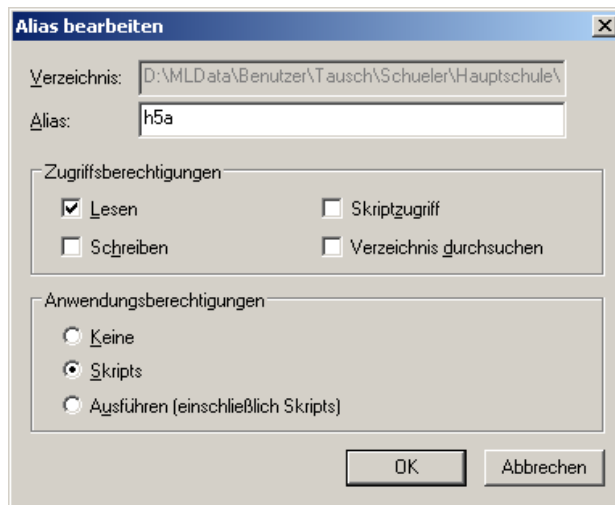 Alias bearbeiten
Verzeichnis: D:\MLData\Benutzer\Tausch\Schueler\Hauptschule\
Alias: h5a
Zugriffsberechtigungen
Lesen Skriptzugriff
Schreiben Verzeichnis durchsuchen
Anwendungsberechtigungen
Keine
Skripts
Ausführen (einschließlich Skripts)
OK Abbrechen